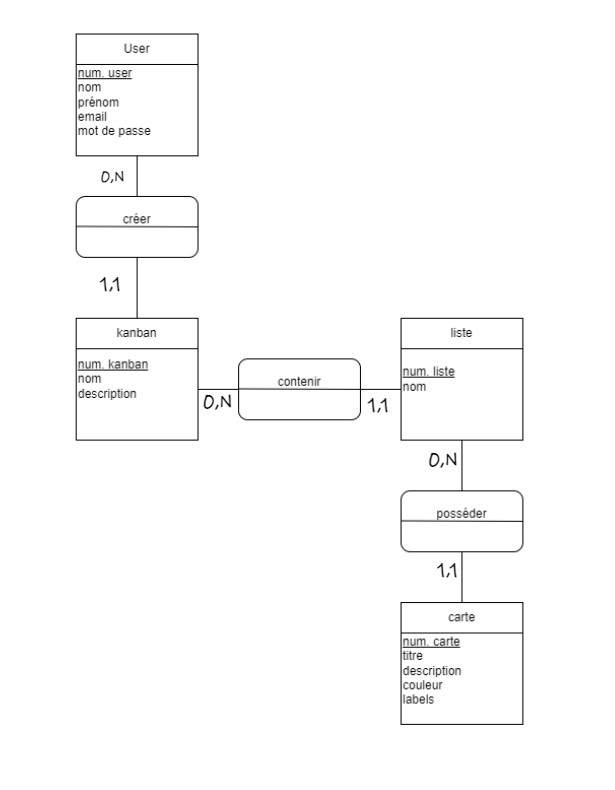 User
num. user
nom
prénom
email
mot de passe
0,N
créer
1,1
kanban
num. kanban
nom
description
0,N
contenir
1,1
liste
num. liste
nom
0,N
posséder
1,1
carte
num. carte
titre
description
couleur
labels